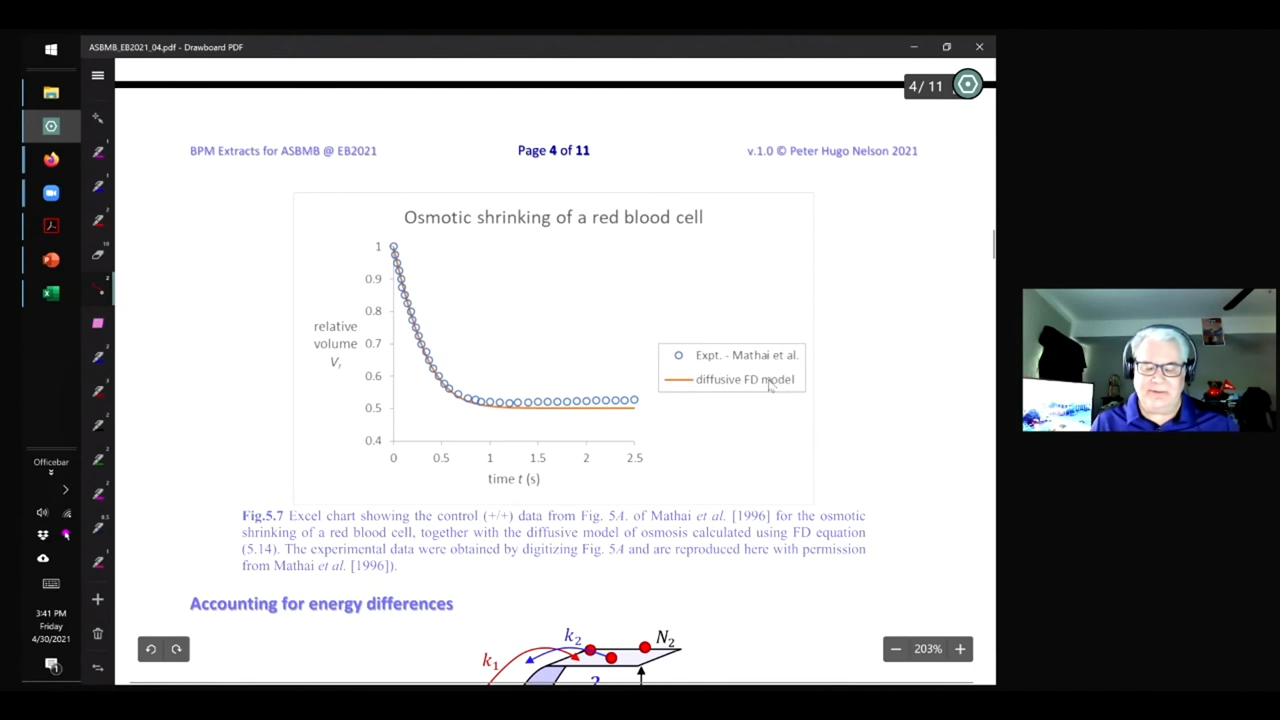 ASBMB_EB2021_04.pdf - Drawboard PDF
4 / 11
BPM Extracts for ASBMB @ EB2021 Page 4 of 11 v.1.0 © Peter Hugo Nelson 2021
Osmotic shrinking of a red blood cell
1
0.9
0.8
0.7
0.6
0.5
0.4
relative
volume
Vr
0 0.5 1 1.5 2 2.5
time t (s)
Expt. - Mathai et al.
diffusive FD model
Fig.5.7 Excel chart showing the control (+/+) data from Fig. 5A. of Mathai et al. [1996] for the osmotic
shrinking of a red blood cell, together with the diffusive model of osmosis calculated using FD equation
(5.14). The experimental data were obtained by digitizing Fig. 5A and are reproduced here with permission
from Mathai et al. [1996]).
Accounting for energy differences
k2
N2
k1
?
203%
Officebar
3:41 PM
Friday
4/30/2021